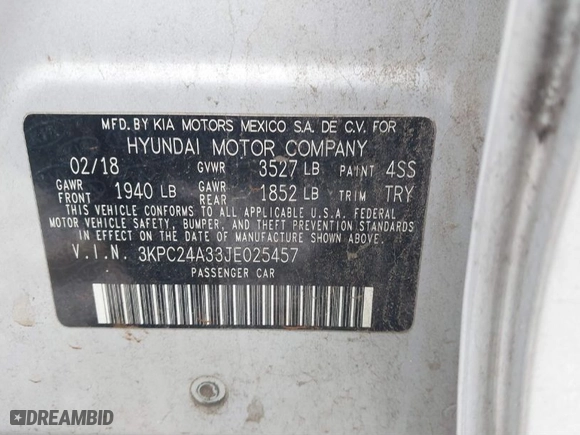 MFD. BY KIA MOTORS MEXICO S.A. DE C.V. FOR
HYUNDAI MOTOR COMPANY
02/18 GVWR 3527 LB PAINT 4SS
GAWR FRONT 1940 LB GAWR REAR 1852 LB TRIM TRY
THIS VEHICLE CONFORMS TO ALL APPLICABLE U.S.A. FEDERAL
MOTOR VEHICLE SAFETY, BUMPER, AND THEFT PREVENTION STANDARDS
IN EFFECT ON THE DATE OF MANUFACTURE SHOWN ABOVE.
V.I.N. 3KPC24A33JE025457
PASSENGER CAR
DREAMBID